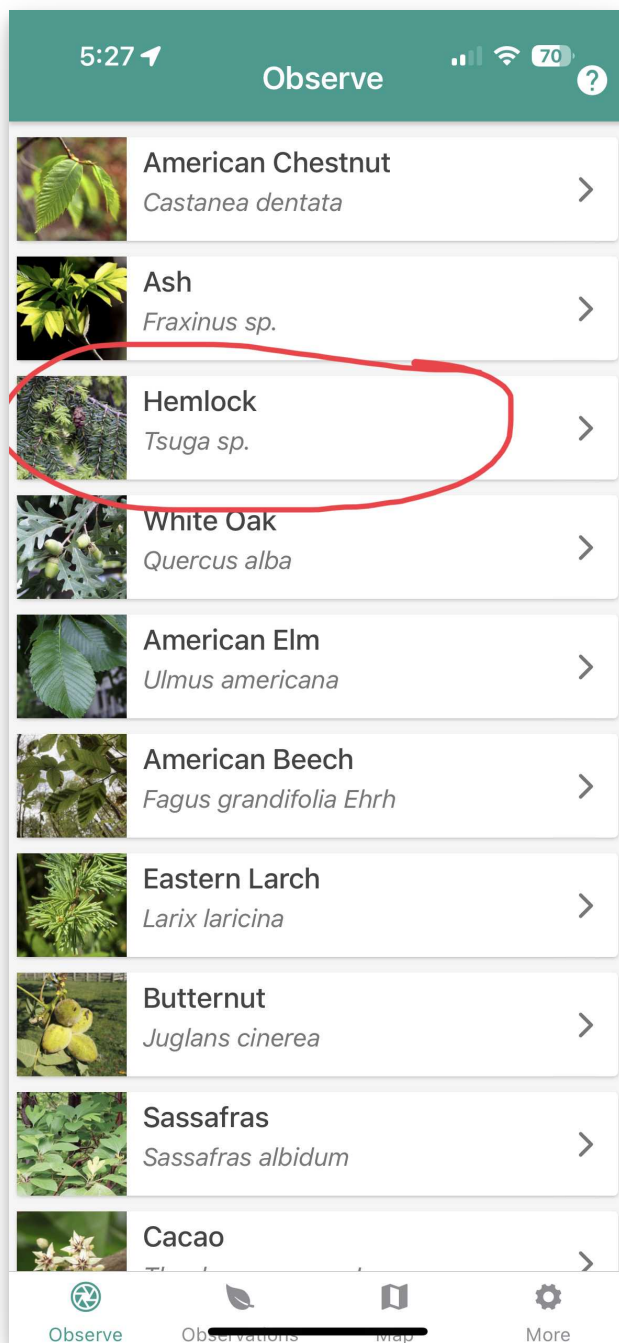 5:27
70
Observe
?
American Chestnut
Castanea dentata
Ash
Fraxinus sp.
Hemlock
Tsuga sp.
White Oak
Quercus alba
American Elm
Ulmus americana
American Beech
Fagus grandifolia Ehrh
Eastern Larch
Larix laricina
Butternut
Juglans cinerea
Sassafras
Sassafras albidum
Cacao
Observe Observations Map More